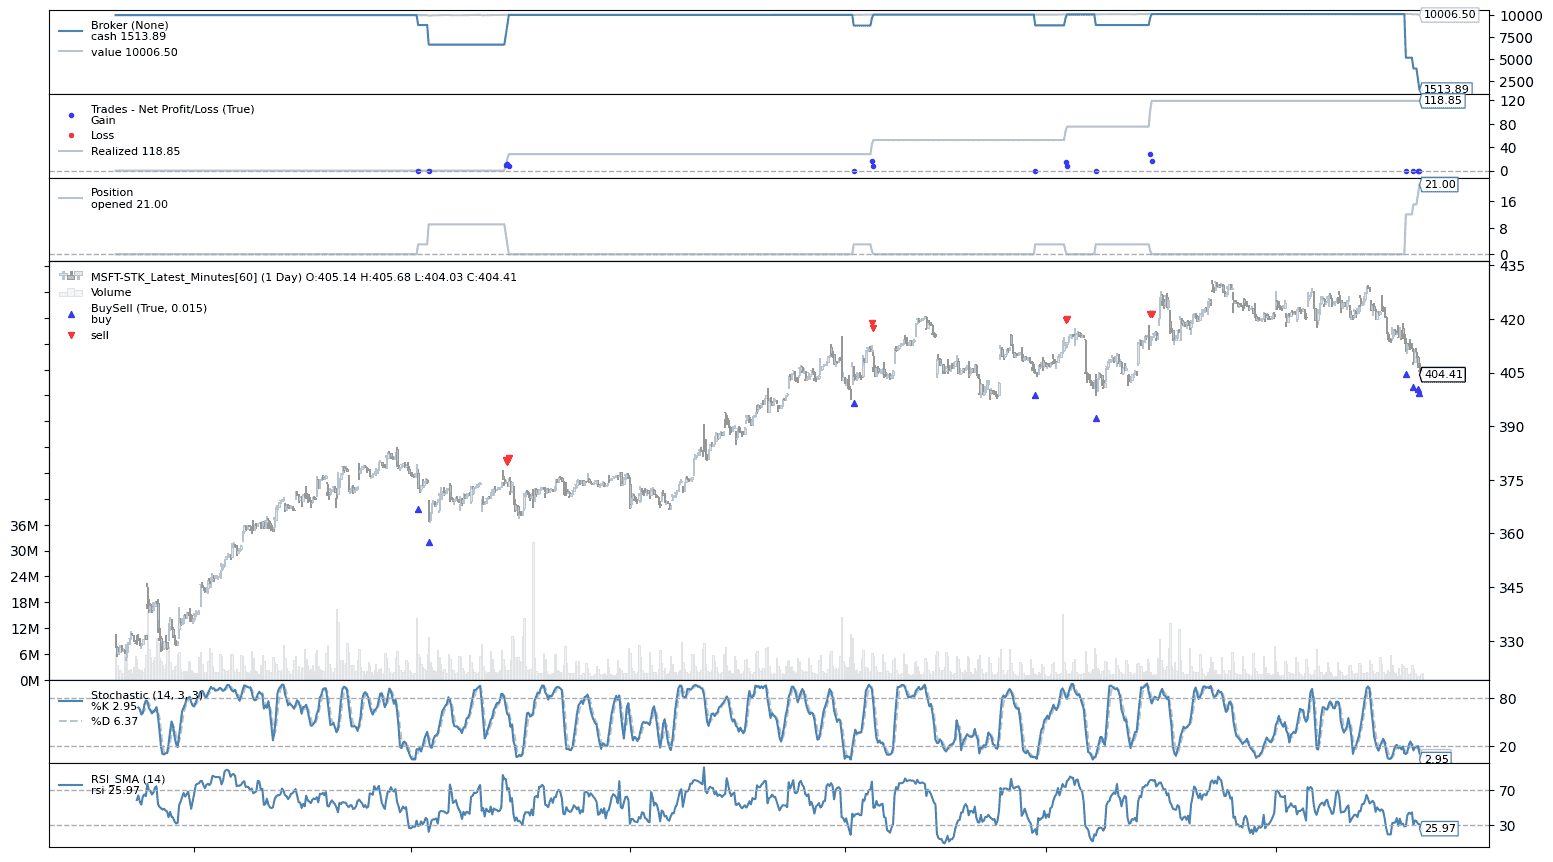 Broker (None)
cash 1513.89
value 10006.50
10006.50
10000
7500
5000
2500
1513.89
Trades - Net Profit/Loss (True)
Gain
Loss
Realized 118.85
118.85
120
80
40
0
Position
opened 21.00
21.00
16
8
0
MSFT-STK_Latest_Minutes[60] (1 Day) O:405.14 H:405.68 L:404.03 C:404.41
Volume
BuySell (True, 0.015)
buy
sell
435
420
405
404.41
390
375
360
345
330
36M
30M
24M
18M
12M
6M
0M
Stochastic (14, 3, 3)
%K 2.95
%D 6.37
80
20
2.95
RSI_SMA (14)
rsi 25.97
70
30
25.97